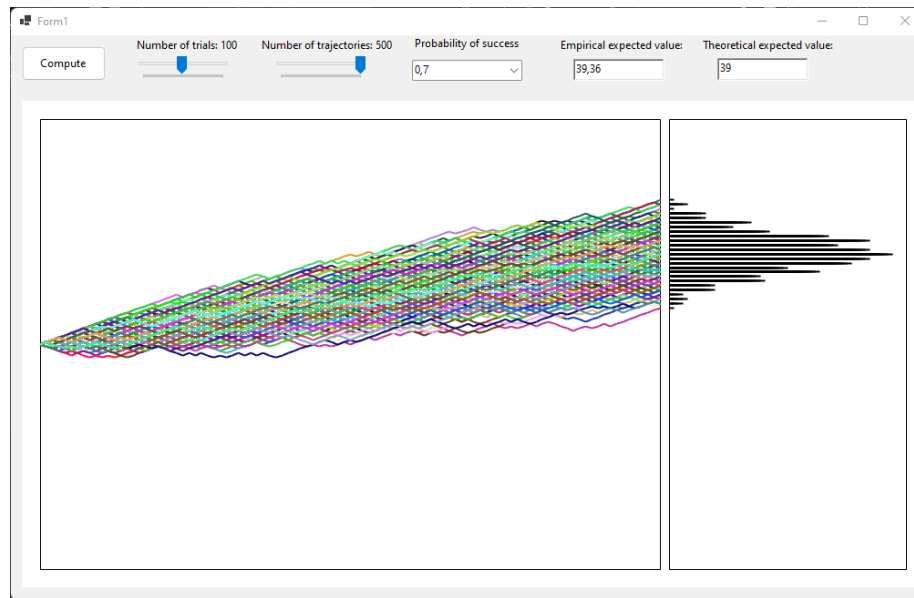 Form1
Number of trials: 100
Number of trajectories: 500
Probability of success
Empirical expected value:
Theoretical expected value:
Compute
0,7
39,36
39